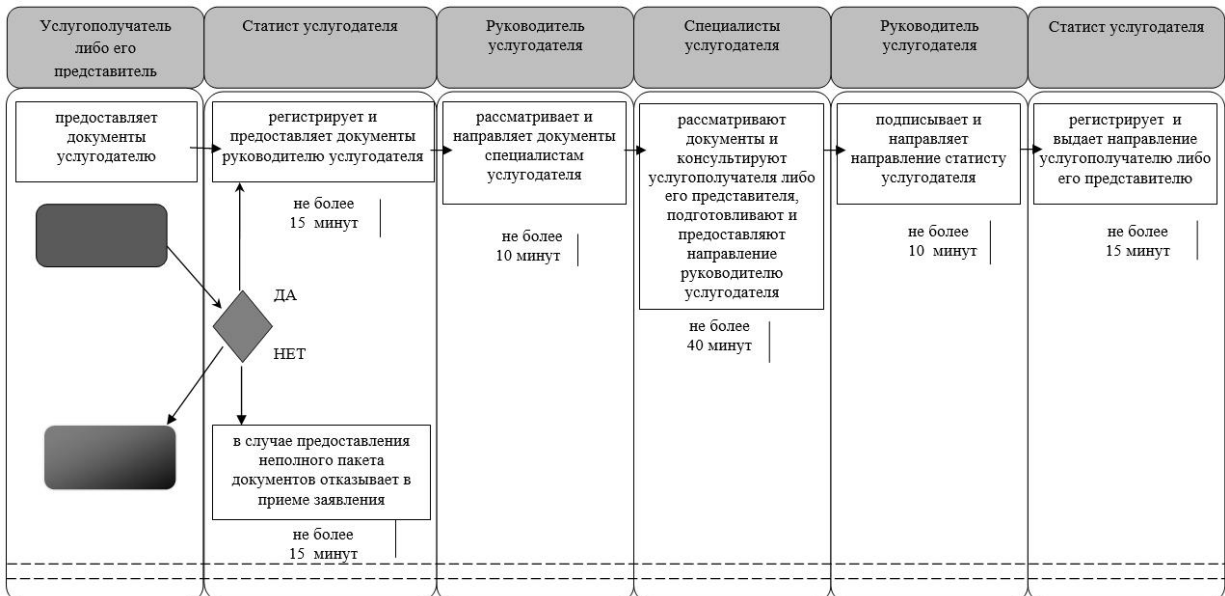 Услугополучатель
либо его
представитель
Статист услугодателя
Руководитель
услугодателя
Специалисты
услугодателя
Руководитель
услугодателя
Статист услугодателя
предоставляет
документы
услугодателю
регистрирует и
предоставляет документы
руководителю услугодателя
рассматривает и
направляет документы
специалистам
услугодателя
рассматривают
документы и
консультируют
услугополучателя либо
его представителя,
подготовливают и
предоставляют
направление
руководителю
услугодателя
подписывает и
направляет
направление статисту
услугодателя
регистрирует и
выдает направление
услугополучателю либо
его представителю
не более
15 минут
не более
10 минут
не более
40 минут
не более
10 минут
не более
15 минут
ДА
НЕТ
в случае предоставления
неполного пакета
документов отказывает в
приеме заявления
не более
15 минут